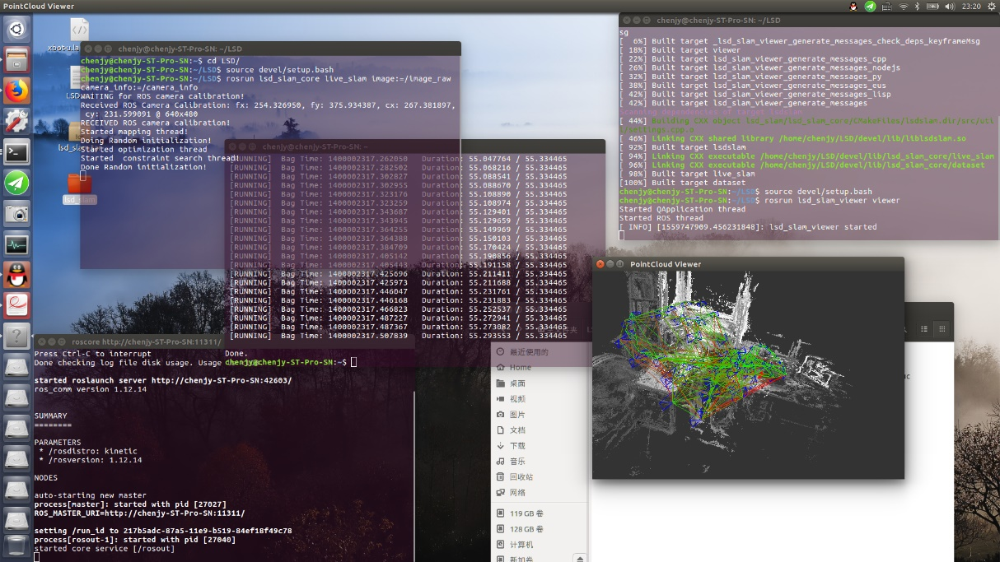 PointCloud Viewer
23:20
xbot-u.la
LSD
lsd_sla
lsd_slam
chenjy@chenjy-ST-Pro-SN: ~/LSD
chenjy@chenjy-ST-Pro-SN:~$ cd LSD/
chenjy@chenjy-ST-Pro-SN:~/LSD$ source devel/setup.bash
chenjy@chenjy-ST-Pro-SN:~/LSD$ rosrun lsd_slam_core live_slam image:=/image_raw
camera_info:=/camera_info
WAITING for ROS camera calibration!
Received ROS Camera Calibration: fx: 254.326950, fy: 375.934387, cx: 267.381897,
cy: 231.599091 @ 640x480
RECEIVED ROS camera calibration!
Started mapping thread!
Doing Random initialization!
Started optimization thread
Started  constraint search thread!
Done Random initialization!
chenjy@chenjy-ST-Pro-SN: ~
[RUNNING]  Bag Time: 1400002317.262050   Duration: 55.047764 / 55.334465
[RUNNING]  Bag Time: 1400002317.282502   Duration: 55.068216 / 55.334465
[RUNNING]  Bag Time: 1400002317.302827   Duration: 55.088541 / 55.334465
[RUNNING]  Bag Time: 1400002317.302955   Duration: 55.088670 / 55.334465
[RUNNING]  Bag Time: 1400002317.323176   Duration: 55.108890 / 55.334465
[RUNNING]  Bag Time: 1400002317.323259   Duration: 55.108974 / 55.334465
[RUNNING]  Bag Time: 1400002317.343687   Duration: 55.129401 / 55.334465
[RUNNING]  Bag Time: 1400002317.343945   Duration: 55.129659 / 55.334465
[RUNNING]  Bag Time: 1400002317.364255   Duration: 55.149969 / 55.334465
[RUNNING]  Bag Time: 1400002317.364388   Duration: 55.150103 / 55.334465
[RUNNING]  Bag Time: 1400002317.384709   Duration: 55.170424 / 55.334465
[RUNNING]  Bag Time: 1400002317.405142   Duration: 55.190856 / 55.334465
[RUNNING]  Bag Time: 1400002317.405443   Duration: 55.191158 / 55.334465
[RUNNING]  Bag Time: 1400002317.425696   Duration: 55.211411 / 55.334465
[RUNNING]  Bag Time: 1400002317.425973   Duration: 55.211688 / 55.334465
[RUNNING]  Bag Time: 1400002317.446047   Duration: 55.231761 / 55.334465
[RUNNING]  Bag Time: 1400002317.446168   Duration: 55.231883 / 55.334465
[RUNNING]  Bag Time: 1400002317.466823   Duration: 55.252537 / 55.334465
[RUNNING]  Bag Time: 1400002317.487227   Duration: 55.272941 / 55.334465
[RUNNING]  Bag Time: 1400002317.487367   Duration: 55.273082 / 55.334465
[RUNNING]  Bag Time: 1400002317.507839   Duration: 55.293553 / 55.334465
Done.
chenjy@chenjy-ST-Pro-SN:~$
roscore http://chenjy-ST-Pro-SN:11311/
Press Ctrl-C to interrupt
Done checking log file disk usage. Usage
started roslaunch server http://chenjy-ST-Pro-SN:42603/
ros_comm version 1.12.14
SUMMARY
========
PARAMETERS
* /rosdistro: kinetic
* /rosversion: 1.12.14
NODES
auto-starting new master
process[master]: started with pid [27027]
ROS_MASTER_URI=http://chenjy-ST-Pro-SN:11311/
setting /run_id to 217b5adc-87a5-11e9-b519-84ef18f49c78
process[rosout-1]: started with pid [27040]
started core service [/rosout]
chenjy@chenjy-ST-Pro-SN: ~/LSD
sg
[  6%] Built target _lsd_slam_viewer_generate_messages_check_deps_keyframeMsg
[ 18%] Built target viewer
[ 22%] Built target lsd_slam_viewer_generate_messages_cpp
[ 26%] Built target lsd_slam_viewer_generate_messages_nodejs
[ 32%] Built target lsd_slam_viewer_generate_messages_py
[ 38%] Built target lsd_slam_viewer_generate_messages_eus
[ 42%] Built target lsd_slam_viewer_generate_messages_lisp
[ 42%] Built target lsd_slam_viewer_generate_messages
Scanning dependencies of target lsdslam
[ 44%] Building CXX object lsd_slam/lsd_slam_core/CMakeFiles/lsdslam.dir/src/uti
l/settings.cpp.o
[ 46%] Linking CXX shared library /home/chenjy/LSD/devel/lib/liblsdslam.so
[ 92%] Built target lsdslam
[ 94%] Linking CXX executable /home/chenjy/LSD/devel/lib/lsd_slam_core/live_slam
[ 96%] Linking CXX executable /home/chenjy/LSD/devel/lib/lsd_slam_core/dataset
[ 98%] Built target live_slam
[100%] Built target dataset
chenjy@chenjy-ST-Pro-SN:~/LSD$ source devel/setup.bash
chenjy@chenjy-ST-Pro-SN:~/LSD$ rosrun lsd_slam_viewer viewer
Started QApplication thread
Started ROS thread
[ INFO] [1559747909.456231848]: lsd_slam_viewer started
PointCloud Viewer
最近使用的
Home
桌面
视频
图片
文档
下载
音乐
回收站
网络
119 GB 卷
128 GB 卷
计算机
新加卷